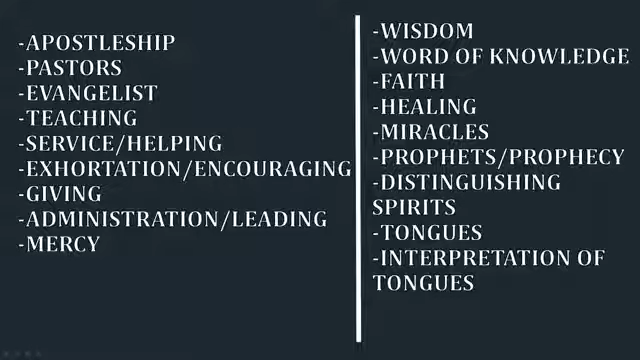 -APOSTLESHIP
-PASTORS
-EVANGELIST
-TEACHING
-SERVICE/HELPING
-EXHORTATION/ENCOURAGING
-GIVING
-ADMINISTRATION/LEADING
-MERCY
-WISDOM
-WORD OF KNOWLEDGE
-FAITH
-HEALING
-MIRACLES
-PROPHETS/PROPHECY
-DISTINGUISHING
SPIRITS
-TONGUES
-INTERPRETATION OF
TONGUES